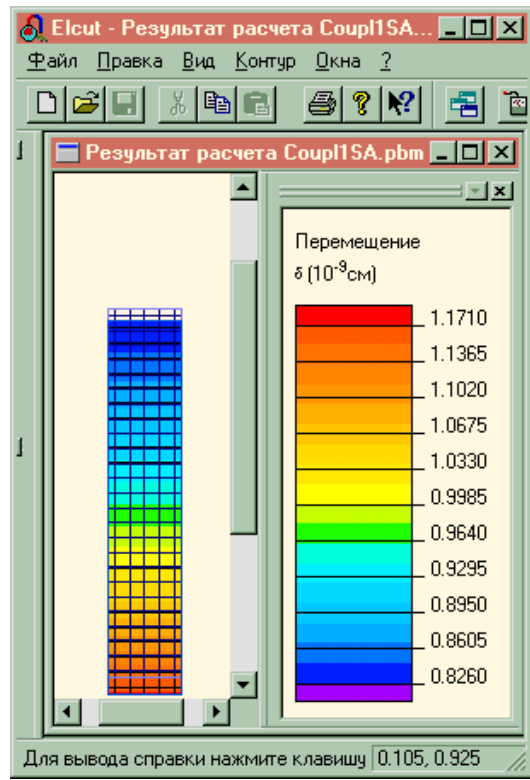 Elcut - Результат расчета Coupl1SA...
Файл Правка Вид Контур Окна ?
Результат расчета Coupl1SA.pbm
Перемещение
δ (10⁻⁹см)
1.1710
1.1365
1.1020
1.0675
1.0330
0.9985
0.9640
0.9295
0.8950
0.8605
0.8260
Для вывода справки нажмите клавишу 0.105, 0.925